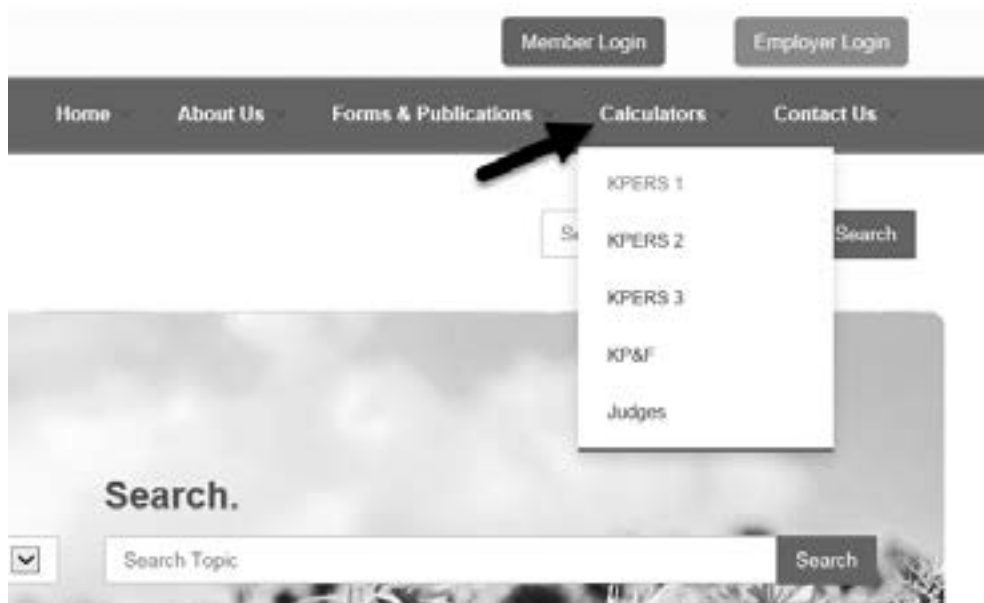 Member Login Employer Login
Home About Us Forms & Publications Calculators Contact Us
KPERS 1
Se Search
KPERS 2
KPERS 3
KP&F
Judges
Search.
Search Topic Search